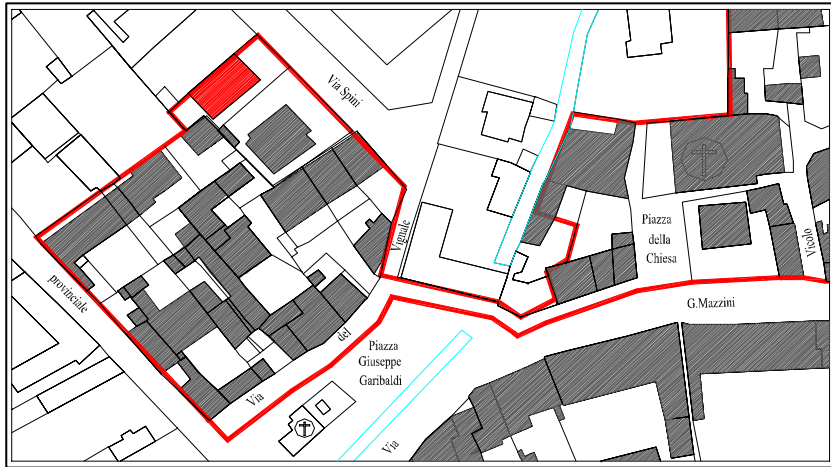 Via Spini
Vignale
Piazza
della
Chiesa
Vicolo
provinciale
G.Mazzini
del
Piazza
Giuseppe
Garibaldi
Via
Via